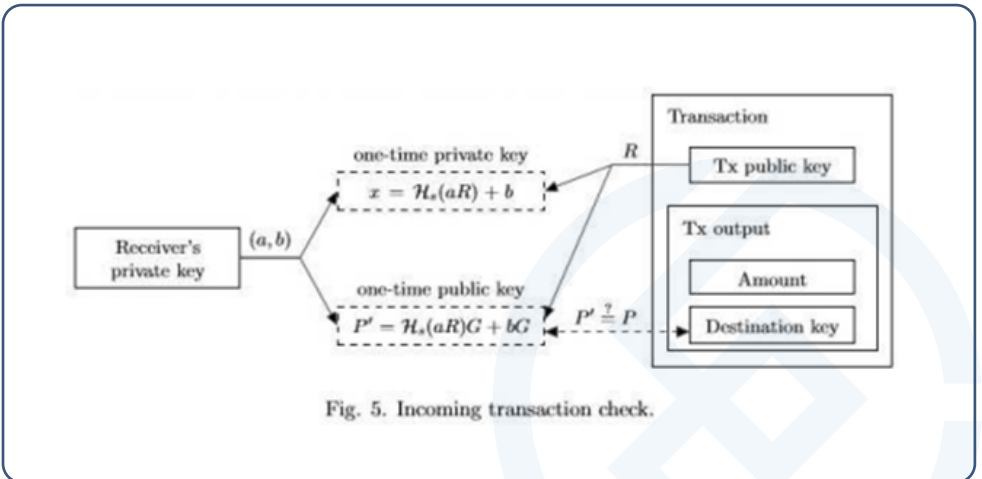 Transaction
one-time private key
R
Tx public key
x = ℋₛ(aR) + b
Tx output
Receiver's
private key
(a, b)
Amount
one-time public key
P′ = ℋₛ(aR)G + bG
P′ ≟ P
Destination key
Fig. 5. Incoming transaction check.